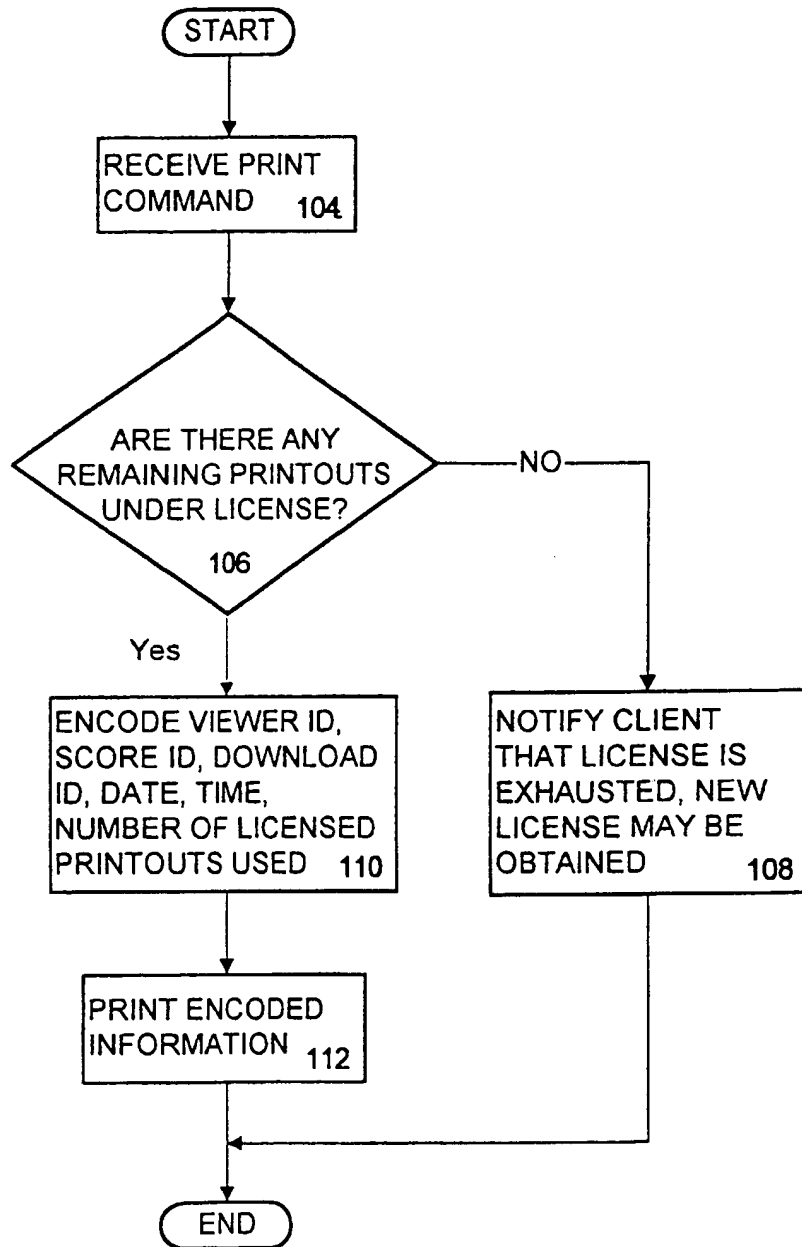 START
RECEIVE PRINT
COMMAND 104
ARE THERE ANY
REMAINING PRINTOUTS
UNDER LICENSE?
106
NO
Yes
ENCODE VIEWER ID,
SCORE ID, DOWNLOAD
ID, DATE, TIME,
NUMBER OF LICENSED
PRINTOUTS USED 110
NOTIFY CLIENT
THAT LICENSE IS
EXHAUSTED, NEW
LICENSE MAY BE
OBTAINED 108
PRINT ENCODED
INFORMATION 112
END